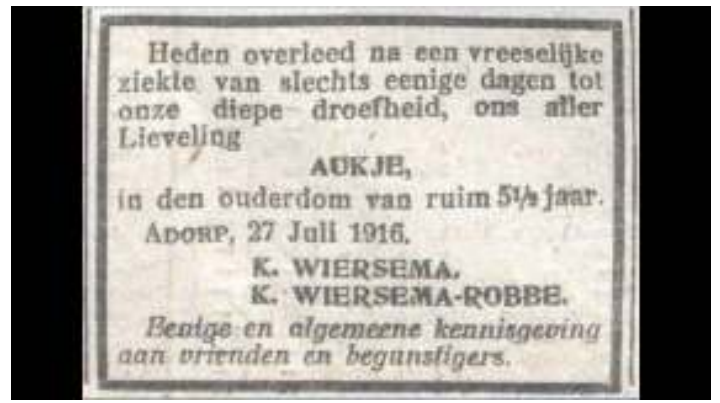 Heden overleed na een vreeselijke
ziekte van slechts eenige dagen tot
onze diepe droefheid, ons aller
Lieveling
AUKJE,
in den ouderdom van ruim 5½ jaar.
ADORP, 27 Juli 1916.
K. WIERSEMA.
K. WIERSEMA-ROBBE.
Eenige en algemeene kennisgeving
aan vrienden en begunstigers.